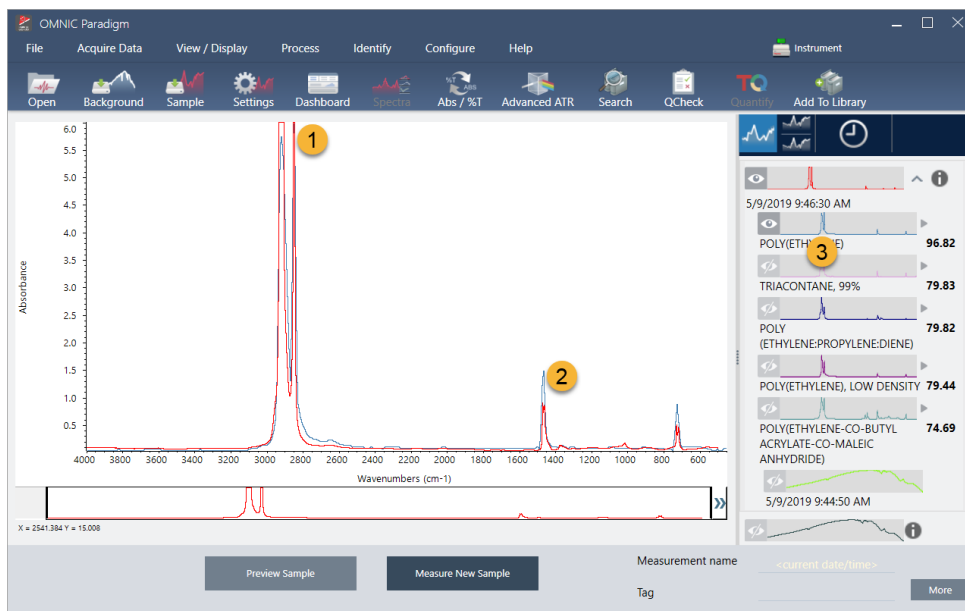 OMNIC Paradigm
File Acquire Data View / Display Process Identify Configure Help Instrument
%T ABS TQ
Open Background Sample Settings Dashboard Spectra Abs / %T Advanced ATR Search QCheck Quantify Add To Library
6.0
5.5
5.0
4.5
4.0
3.5
3.0
2.5
2.0
1.5
1.0
0.5
Absorbance
1
2
4000 3800 3600 3400 3200 3000 2800 2600 2400 2200 2000 1800 1600 1400 1200 1000 800 600
Wavenumbers (cm-1)
X = 2541.384 Y = 15.008
5/9/2019 9:46:30 AM
POLY(ETHYLENE) 96.82
3
TRIACONTANE, 99% 79.83
POLY 79.82
(ETHYLENE:PROPYLENE:DIENE)
POLY(ETHYLENE), LOW DENSITY 79.44
POLY(ETHYLENE-CO-BUTYL 74.69
ACRYLATE-CO-MALEIC
ANHYDRIDE)
5/9/2019 9:44:50 AM
Preview Sample Measure New Sample
Measurement name <current date/time>
Tag
More